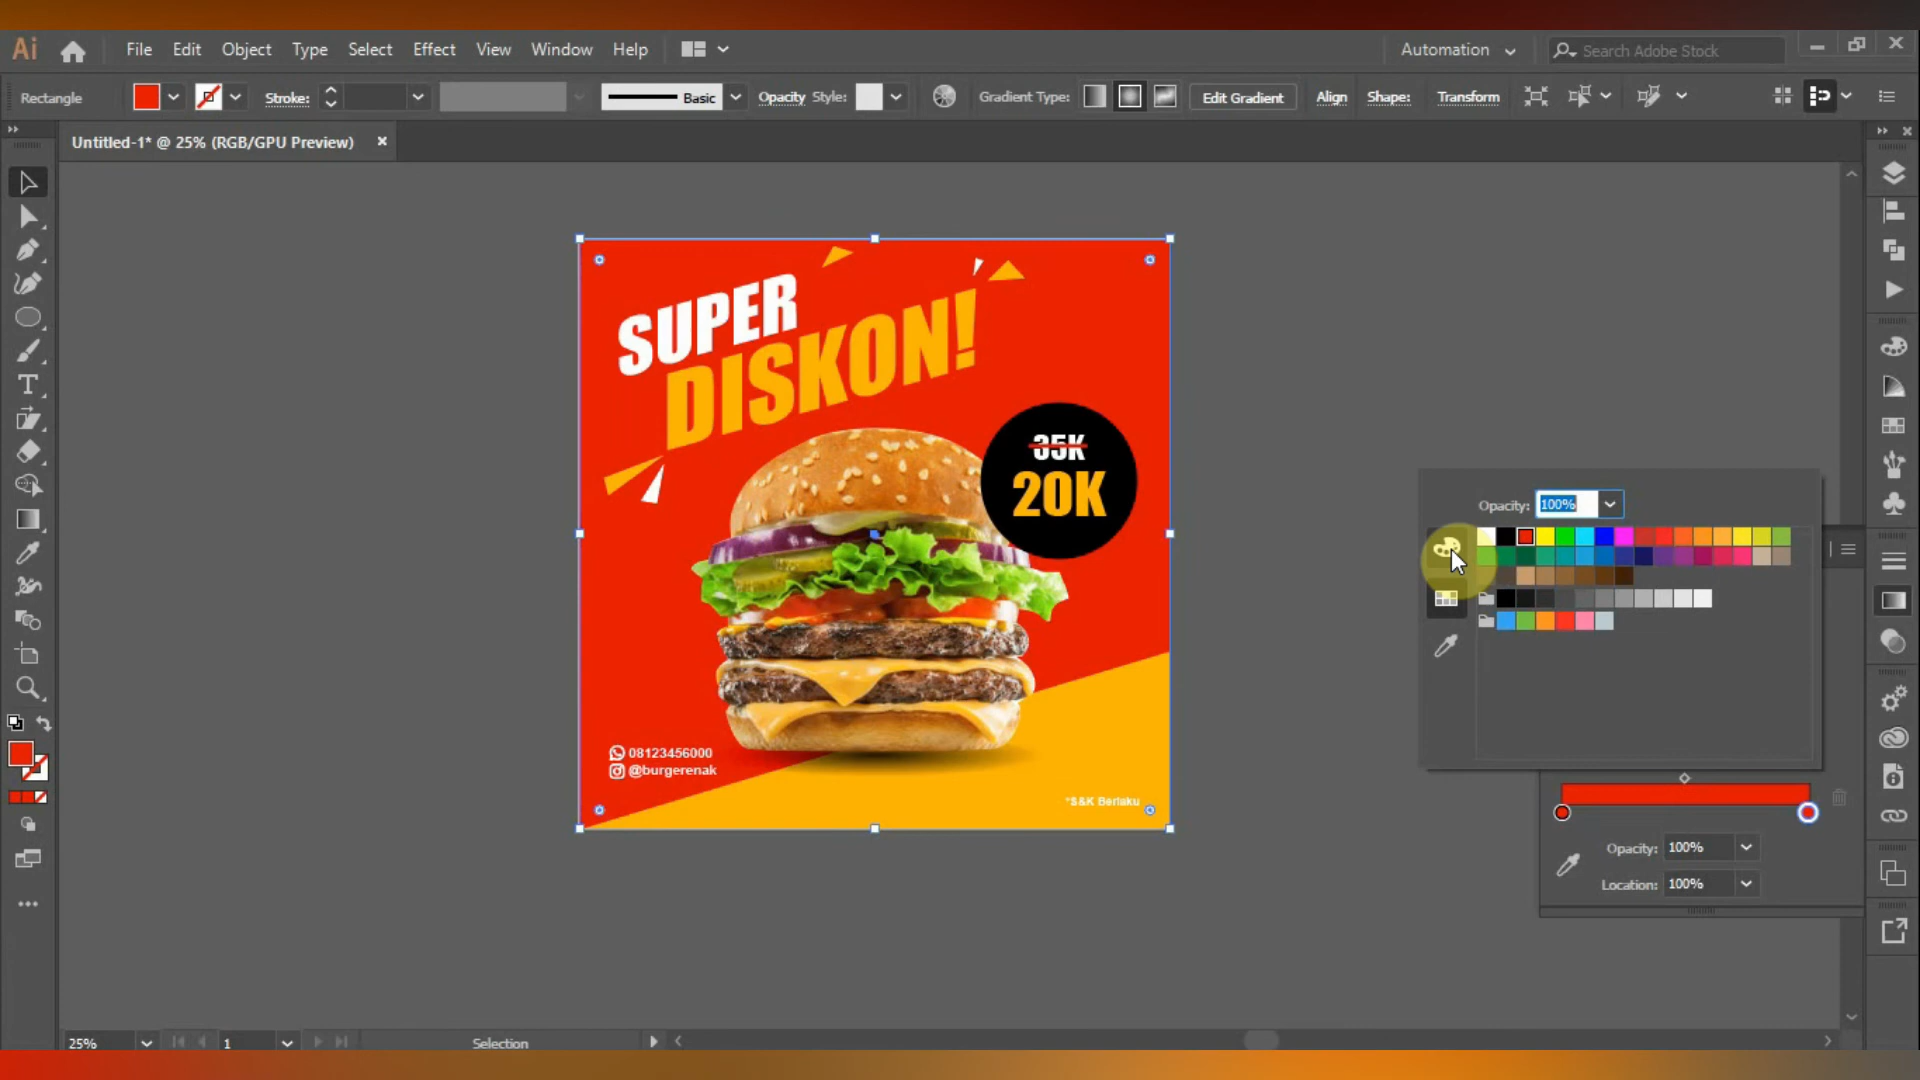 Ai File Edit Object Type Select Effect View Window Help Automation Search Adobe Stock
Rectangle Stroke: Basic Opacity Style: Gradient Type: Edit Gradient Align Shape: Transform
Untitled-1* @ 25% (RGB/GPU Preview)
SUPER
DISKON!
35K
20K
08123456000
@burgerenak
*S&K Berlaku
Opacity: 100%
Opacity: 100%
Location: 100%
25% 1 Selection